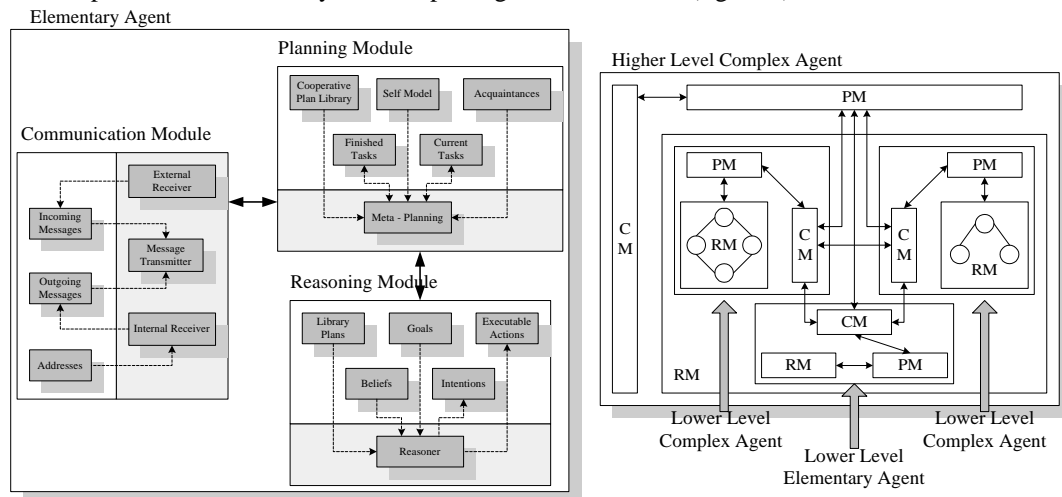 Elementary Agent
Planning Module
Cooperative
Plan Library
Self Model
Acquaintances
Finished
Tasks
Current
Tasks
Meta - Planning
Communication Module
External
Receiver
Incoming
Messages
Message
Transmitter
Outgoing
Messages
Internal Receiver
Addresses
Reasoning Module
Library
Plans
Goals
Executable
Actions
Beliefs
Intentions
Reasoner
Higher Level Complex Agent
PM
C
M
PM
RM
C
M
PM
C
M
RM
CM
RM
PM
RM
Lower Level
Complex Agent
Lower Level
Elementary Agent
Lower Level
Complex Agent